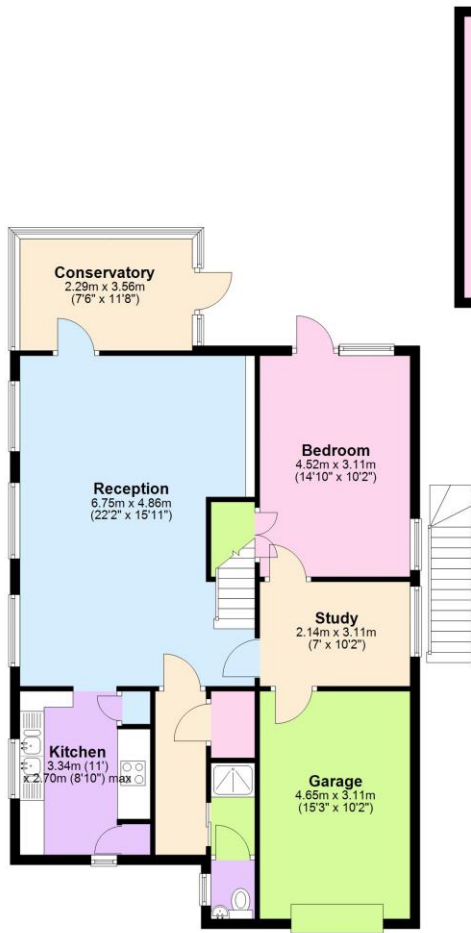 Conservatory
2.29m x 3.56m
(7'6" x 11'8")
Bedroom
4.52m x 3.11m
(14'10" x 10'2")
Reception
6.75m x 4.86m
(22'2" x 15'11")
Study
2.14m x 3.11m
(7' x 10'2")
Kitchen
3.34m (11')
x 2.70m (8'10") max
Garage
4.65m x 3.11m
(15'3" x 10'2")